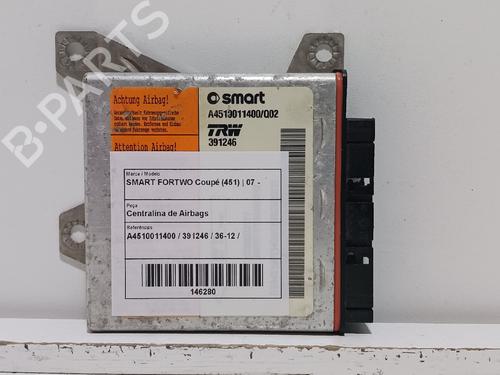 Achtung Airbag!
smart
A4519011400/Q02
TRW
391246
Attention Airbag!
Marca / Modelo
SMART FORTWO Coupé (451) | 07 -
Peça
Centralina de Airbags
Referências
A4510011400 / 391246 / 36-12 /
146280
B-PARTS